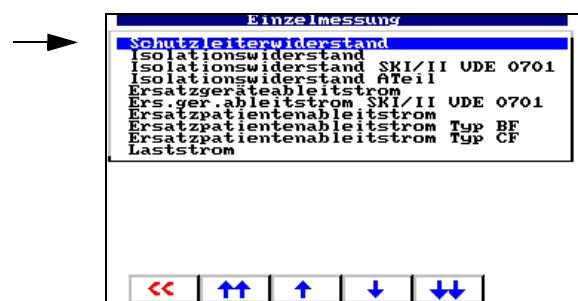 Einzelmessung
Schutzleiterwiderstand
Isolationswiderstand
Isolationswiderstand SKI/II VDE 0701
Isolationswiderstand ATeil
Ersatzgeräteableitstrom
Ers.ger.ableitstrom SKI/II VDE 0701
Ersatzpatientenableitstrom
Ersatzpatientenableitstrom Typ BF
Ersatzpatientenableitstrom Typ CF
Laststrom
<<